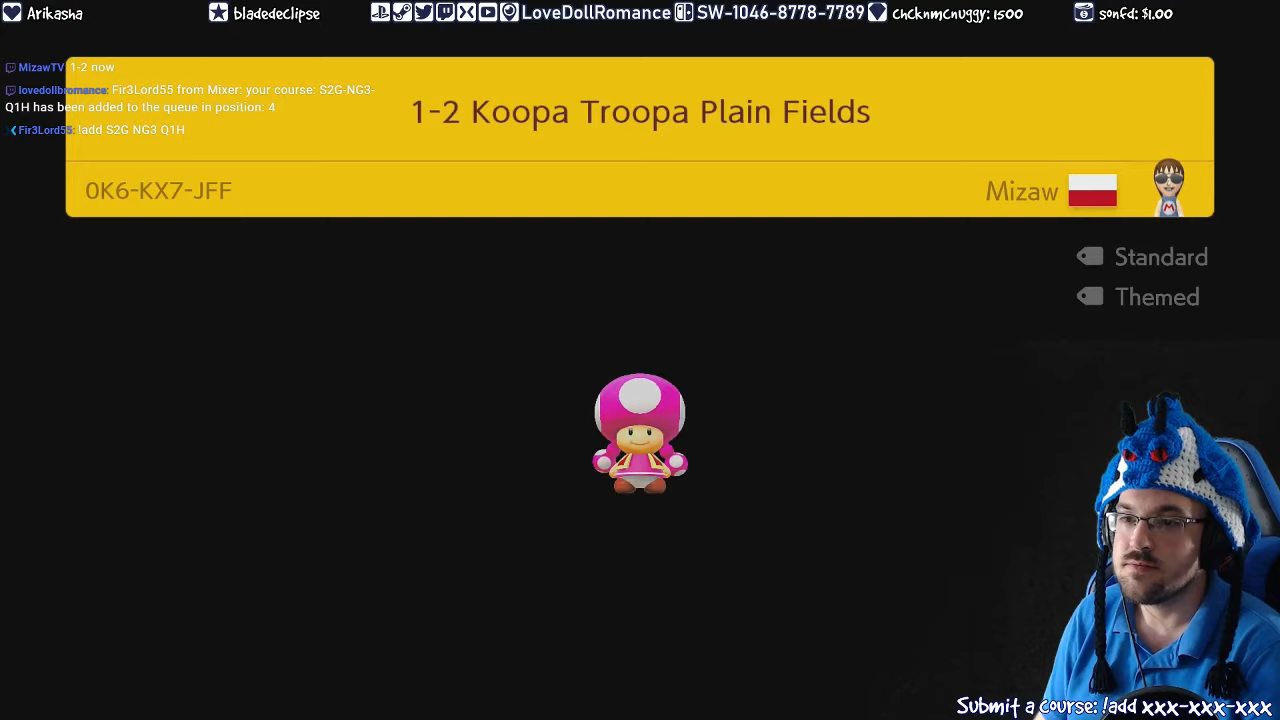 Arikasha
bladedeclipse
LoveDollRomance
SW-1046-8778-7789
chcknmcnuggy: 1500
sonfd: $1.00
MizawTV: 1-2 now
lovedollbromance: Fir3Lord55 from Mixer: your course: S2G-NG3-
Q1H has been added to the queue in position: 4
Fir3Lord55: !add S2G NG3 Q1H
1-2 Koopa Troopa Plain Fields
0K6-KX7-JFF
Mizaw
Standard
Themed
Submit a course: !add xxx-xxx-xxx